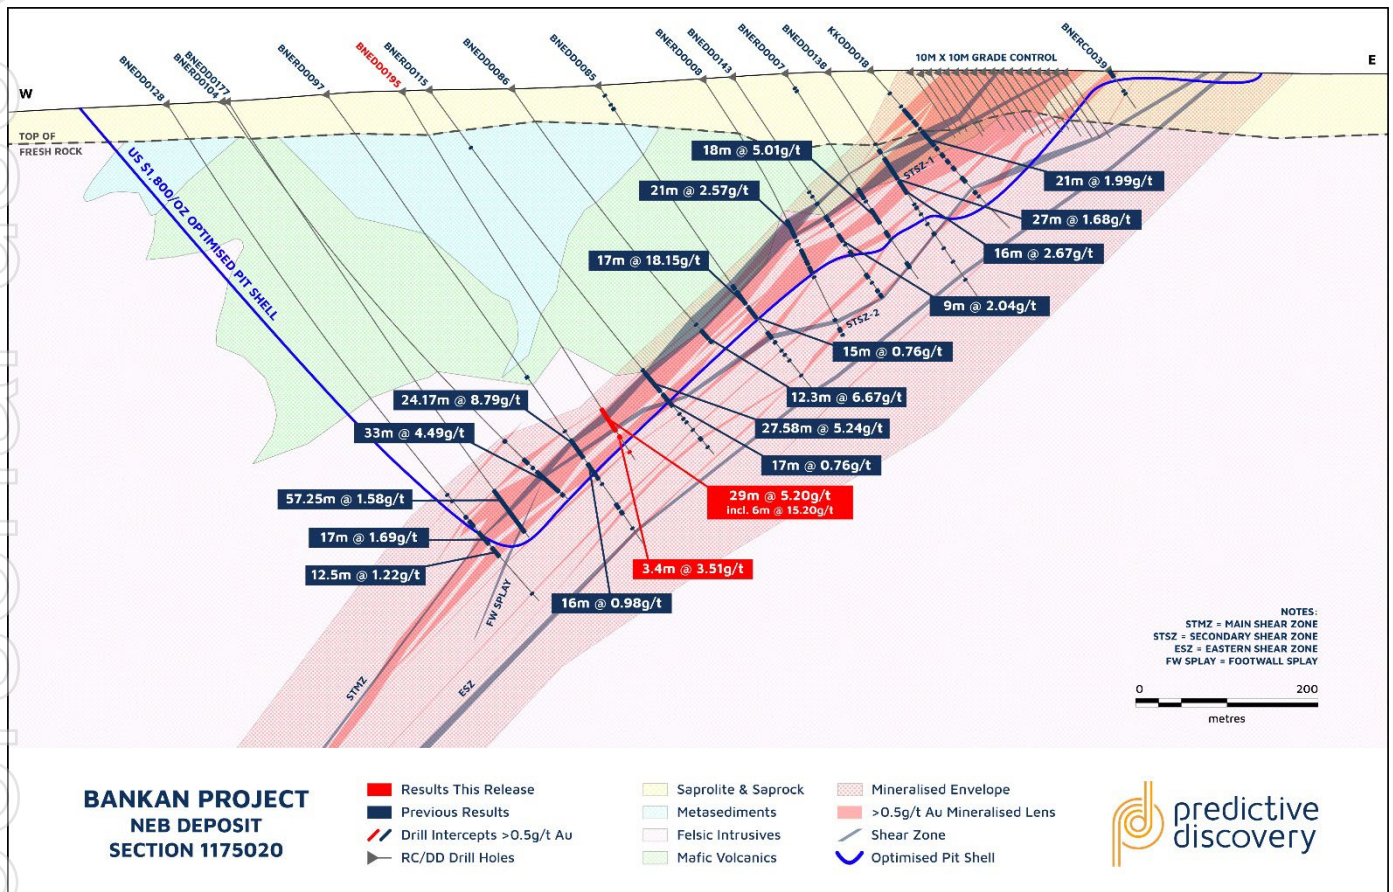 BNEDD0128
BNERD0104
BNEDD0177
BNERD0097
BNEDD0195
BNERD0115
BNEDD0086
BNEDD0085
BNERD0008
BNEDD0143
BNERD0007
BNEDD0138
KKODD018
10M X 10M GRADE CONTROL
BNERC0039
W
E
TOP OF
FRESH ROCK
US $1,800/OZ OPTIMISED PIT SHELL
18m @ 5.01g/t
21m @ 2.57g/t
17m @ 18.15g/t
STSZ-1
21m @ 1.99g/t
27m @ 1.68g/t
16m @ 2.67g/t
9m @ 2.04g/t
STSZ-2
15m @ 0.76g/t
12.3m @ 6.67g/t
27.58m @ 5.24g/t
17m @ 0.76g/t
24.17m @ 8.79g/t
33m @ 4.49g/t
57.25m @ 1.58g/t
17m @ 1.69g/t
12.5m @ 1.22g/t
29m @ 5.20g/t
incl. 6m @ 15.20g/t
3.4m @ 3.51g/t
16m @ 0.98g/t
FW SPLAY
STMZ
ESZ
NOTES:
STMZ = MAIN SHEAR ZONE
STSZ = SECONDARY SHEAR ZONE
ESZ = EASTERN SHEAR ZONE
FW SPLAY = FOOTWALL SPLAY
0 200
metres
BANKAN PROJECT
NEB DEPOSIT
SECTION 1175020
Results This Release
Previous Results
Drill Intercepts >0.5g/t Au
RC/DD Drill Holes
Saprolite & Saprock
Metasediments
Felsic Intrusives
Mafic Volcanics
Mineralised Envelope
>0.5g/t Au Mineralised Lens
Shear Zone
Optimised Pit Shell
predictive
discovery